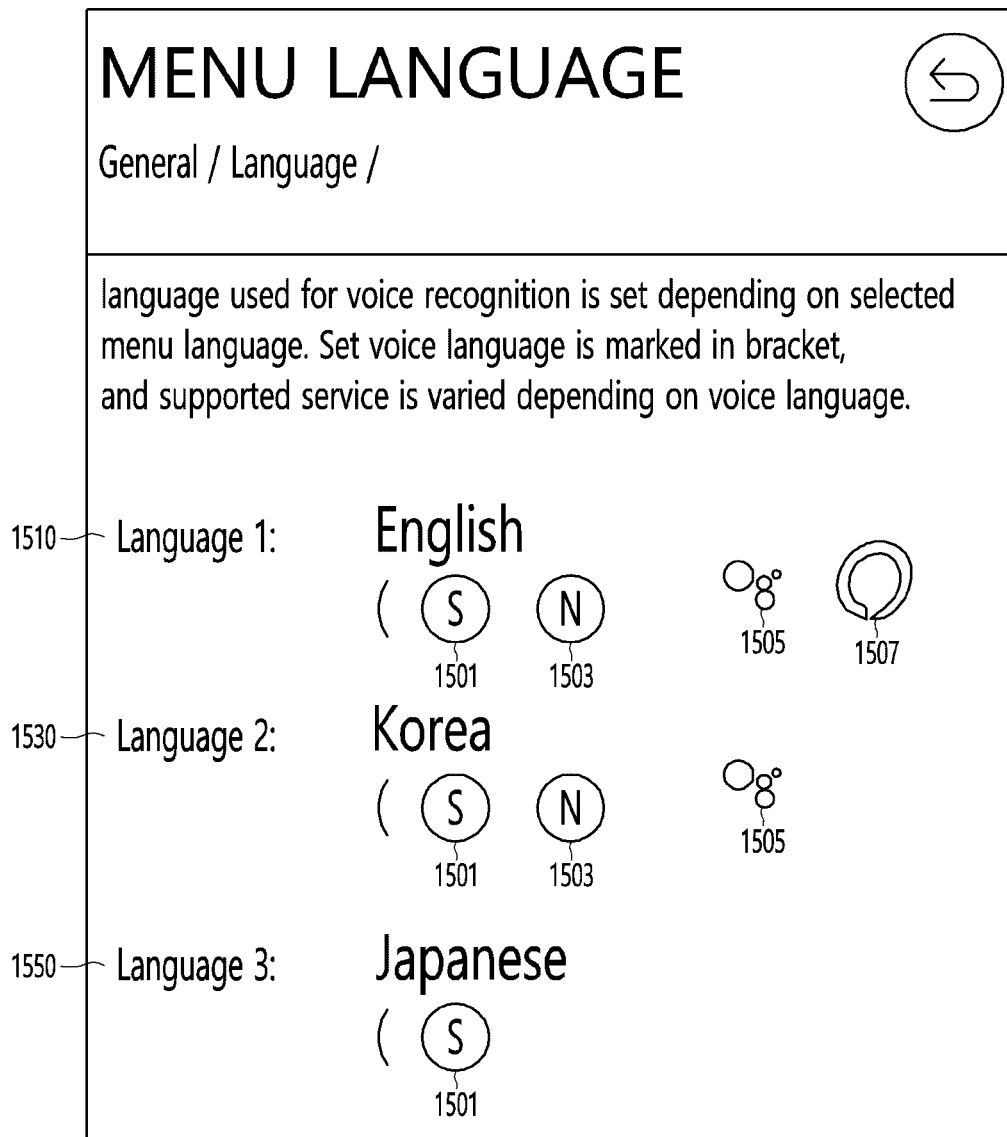 MENU LANGUAGE
General / Language /
language used for voice recognition is set depending on selected
menu language. Set voice language is marked in bracket,
and supported service is varied depending on voice language.
1510 Language 1: English
( S N
1501 1503 1505 1507
1530 Language 2: Korea
( S N
1501 1503 1505
1550 Language 3: Japanese
( S
1501